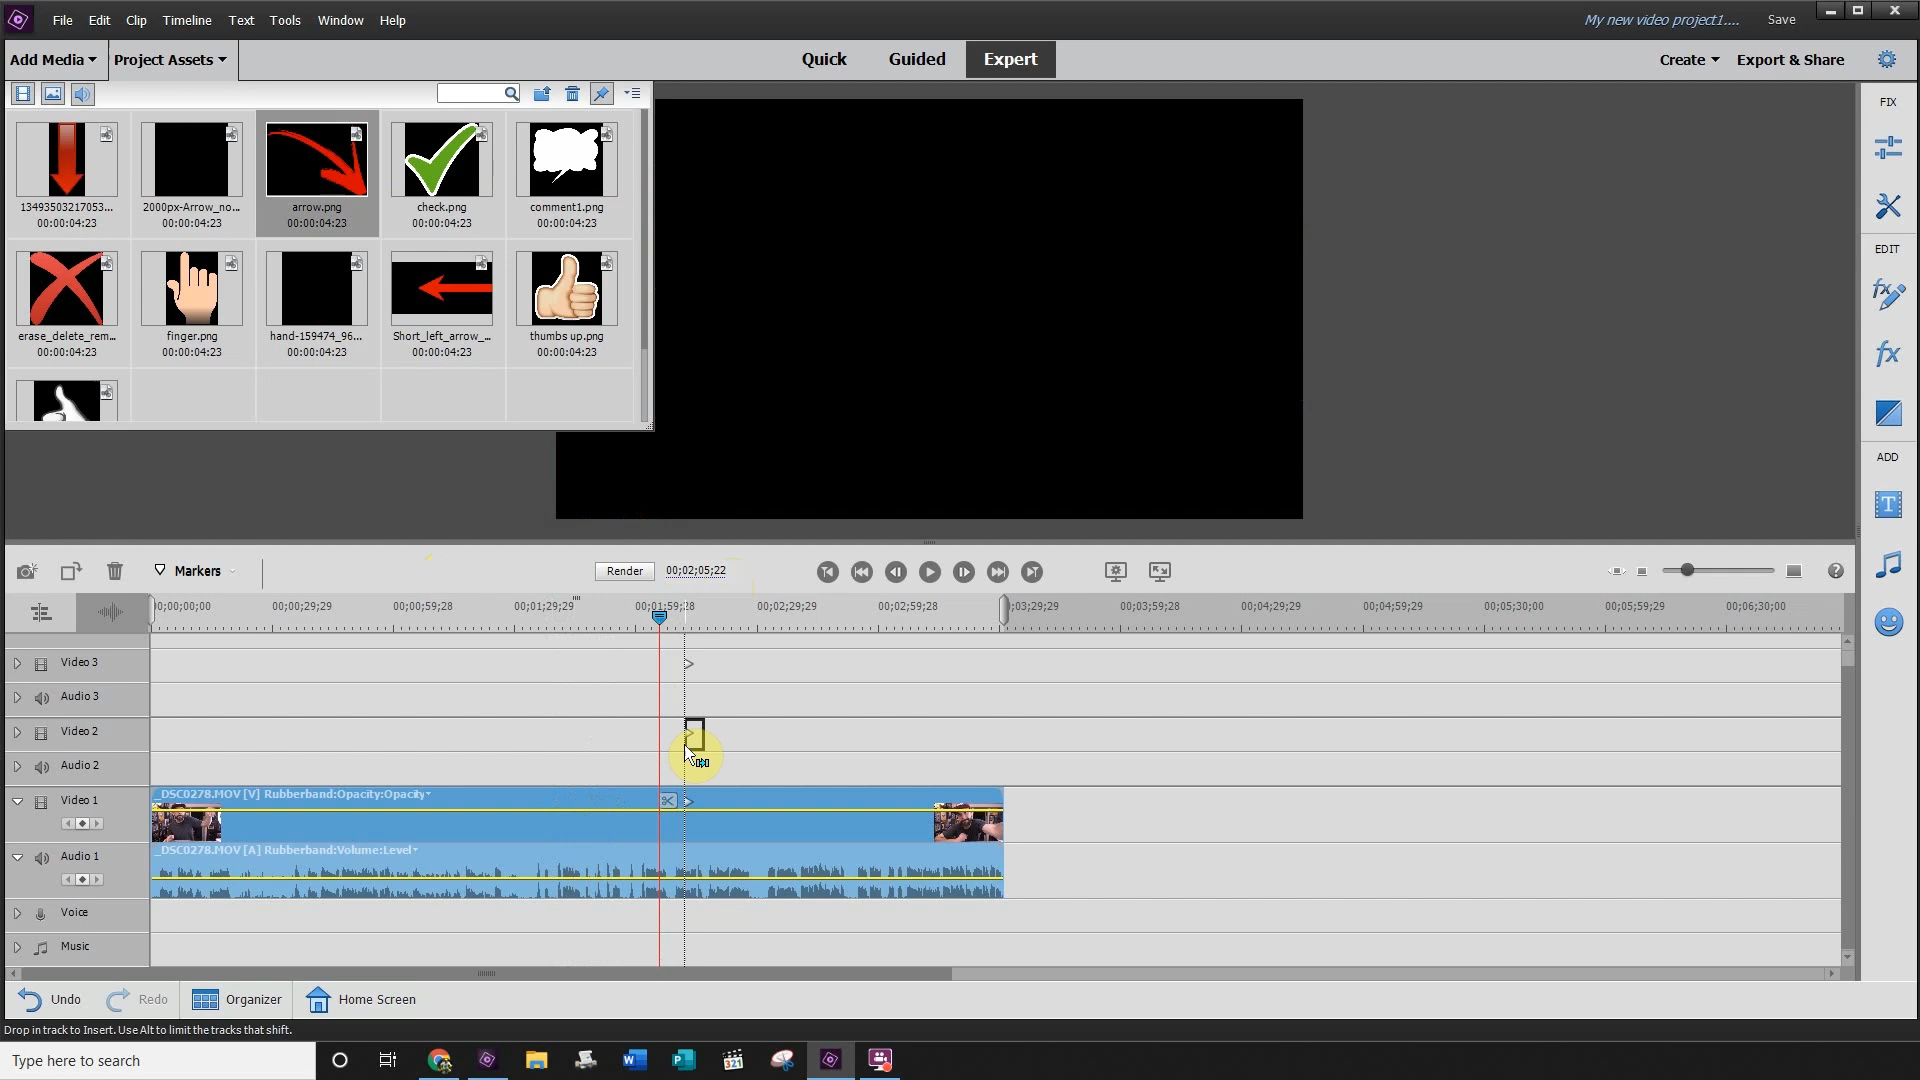 File Edit Clip Timeline Text Tools Window Help My new video project1.... Save
Add Media Project Assets Quick Guided Expert Create Export & Share
FIX
13493503217053... 2000px-Arrow_no... arrow.png check.png comment1.png
00:00:04:23 00:00:04:23 00:00:04:23 00:00:04:23 00:00:04:23
EDIT
erase_delete_rem... finger.png hand-159474_96... Short_left_arrow_... thumbs up.png
00:00:04:23 00:00:04:23 00:00:04:23 00:00:04:23 00:00:04:23
fx
ADD
T
Markers Render 00;02;05;22
;00;00;00 00;00;29;29 00;00;59;28 00;01;29;29 00;01;59;28 00;02;29;29 00;02;59;28 ;03;29;29 00;03;59;28 00;04;29;29 00;04;59;28 00;05;30;00 00;05;59;29 00;06;30;00
Video 3
Audio 3
Video 2
Audio 2
Video 1 _DSC0278.MOV [V] Rubberband:Opacity:Opacity
Audio 1 _DSC0278.MOV [A] Rubberband:Volume:Level
Voice
Music
Undo Redo Organizer Home Screen
Drop in track to Insert. Use Alt to limit the tracks that shift.
Type here to search